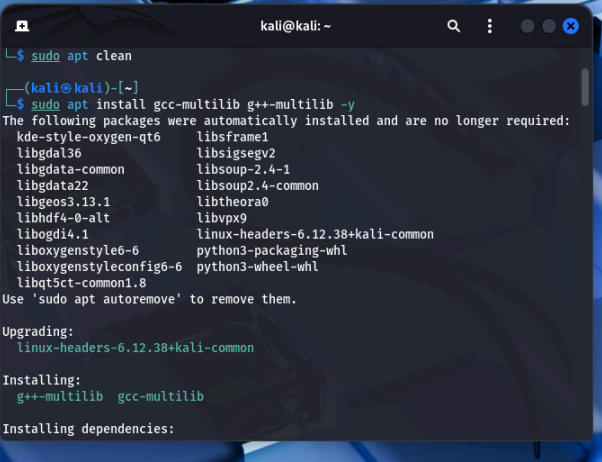 kali@kali: ~
└─$ sudo apt clean
┌──(kali㉿kali)-[~]
└─$ sudo apt install gcc-multilib g++-multilib -y
The following packages were automatically installed and are no longer required:
kde-style-oxygen-qt6 libsframe1
libgdal36 libsigsegv2
libgdata-common libsoup-2.4-1
libgdata22 libsoup2.4-common
libgeos3.13.1 libtheora0
libhdf4-0-alt libvpx9
libogdi4.1 linux-headers-6.12.38+kali-common
liboxygenstyle6-6 python3-packaging-whl
liboxygenstyleconfig6-6 python3-wheel-whl
libqt5ct-common1.8
Use 'sudo apt autoremove' to remove them.
Upgrading:
linux-headers-6.12.38+kali-common
Installing:
g++-multilib gcc-multilib
Installing dependencies: